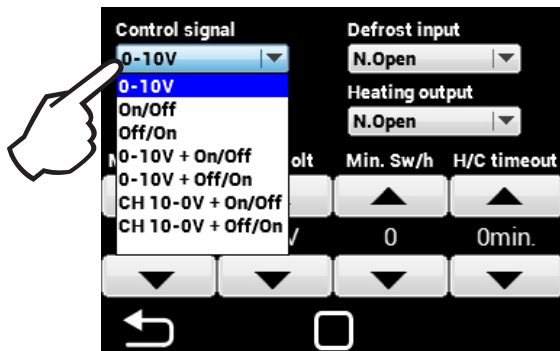 Control signal
0-10V
0-10V
On/Off
Off/On
0-10V + On/Off
0-10V + Off/On
CH 10-0V + On/Off
CH 10-0V + Off/On
Defrost input
N.Open
Heating output
N.Open
M
olt
Min. Sw/h
H/C timeout
V
0
0min.